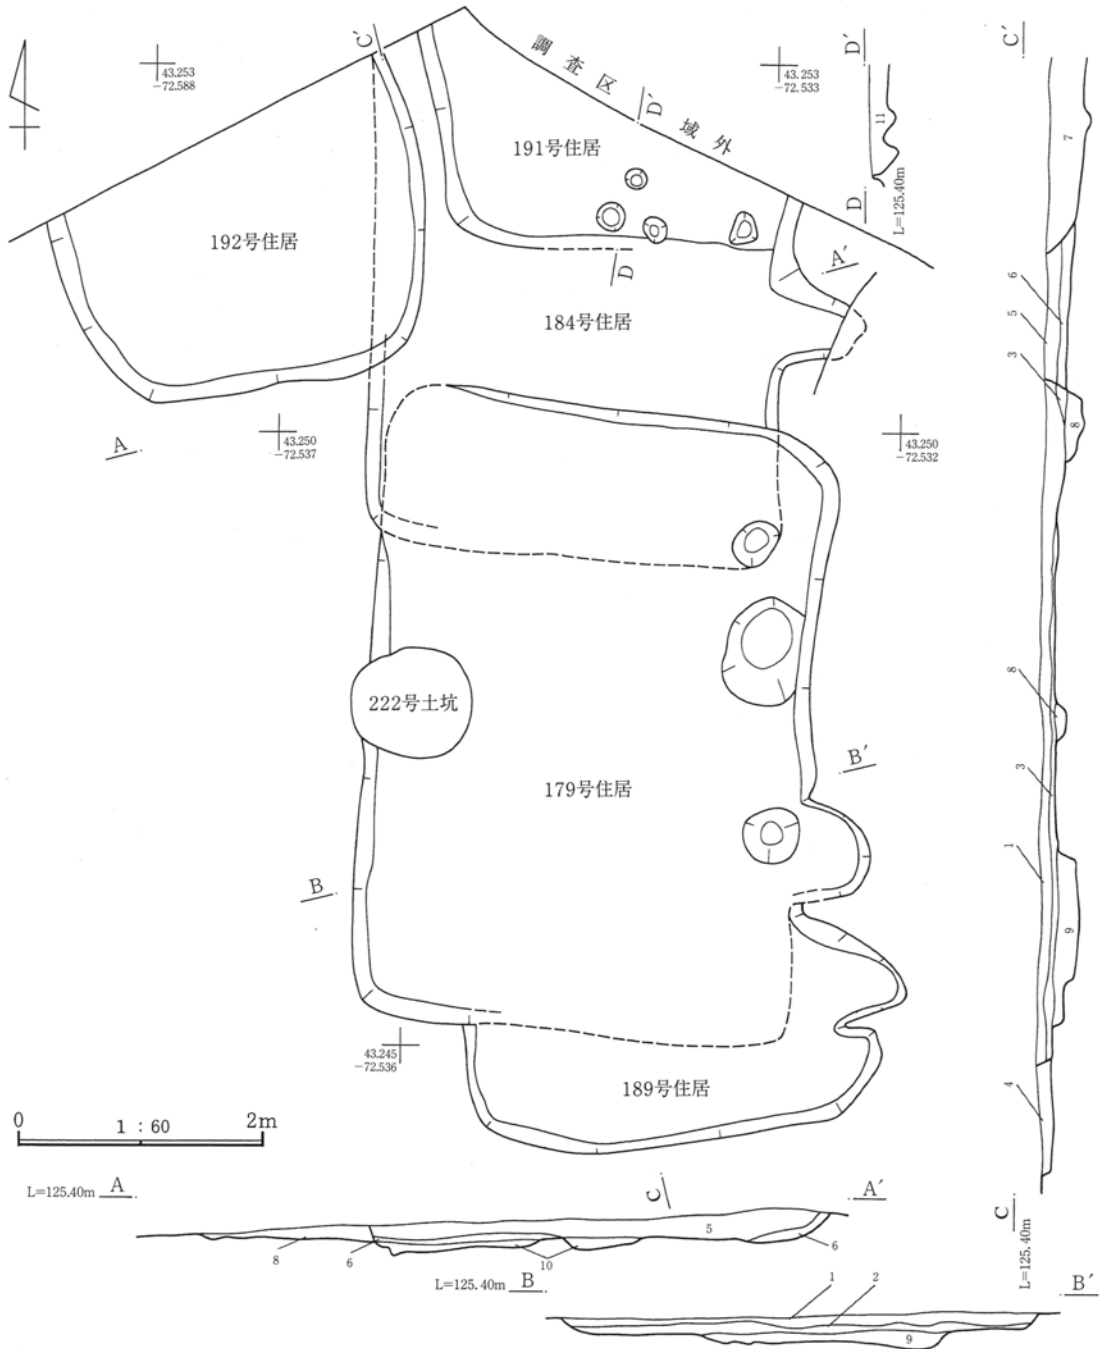 C′
43.253
−72.588
調査区域外
D′
43.253
−72.533
D′
C′
191号住居
11
7
192号住居
D
L=125.40m
D
A′
184号住居
6
5
3
A
43.250
−72.537
43.250
−72.532
8
222号土坑
8
179号住居
B′
3
1
B
9
43.245
−72.536
189号住居
4
0
1：60
2m
L=125.40m A
C
A′
C
L=125.40m
5
8
6
10
6
L=125.40m B
1
2
B′
9